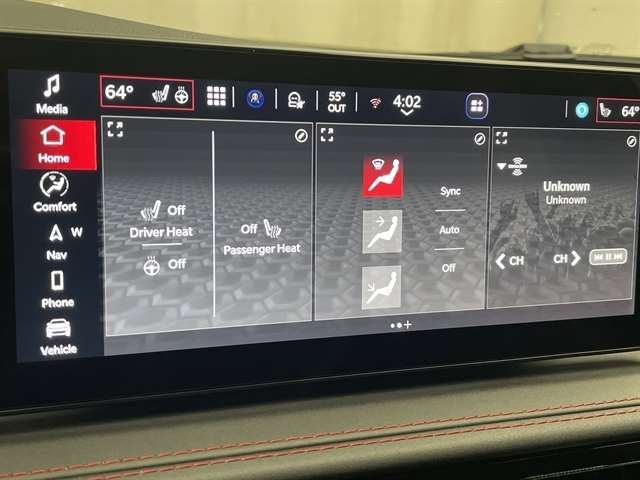 Media
64°
55°
OUT
4:02
64°
Home
Comfort
Nav
W
Phone
Vehicle
Off
Driver Heat
Off
Off
Passenger Heat
Sync
Auto
Off
Unknown
Unknown
CH
CH